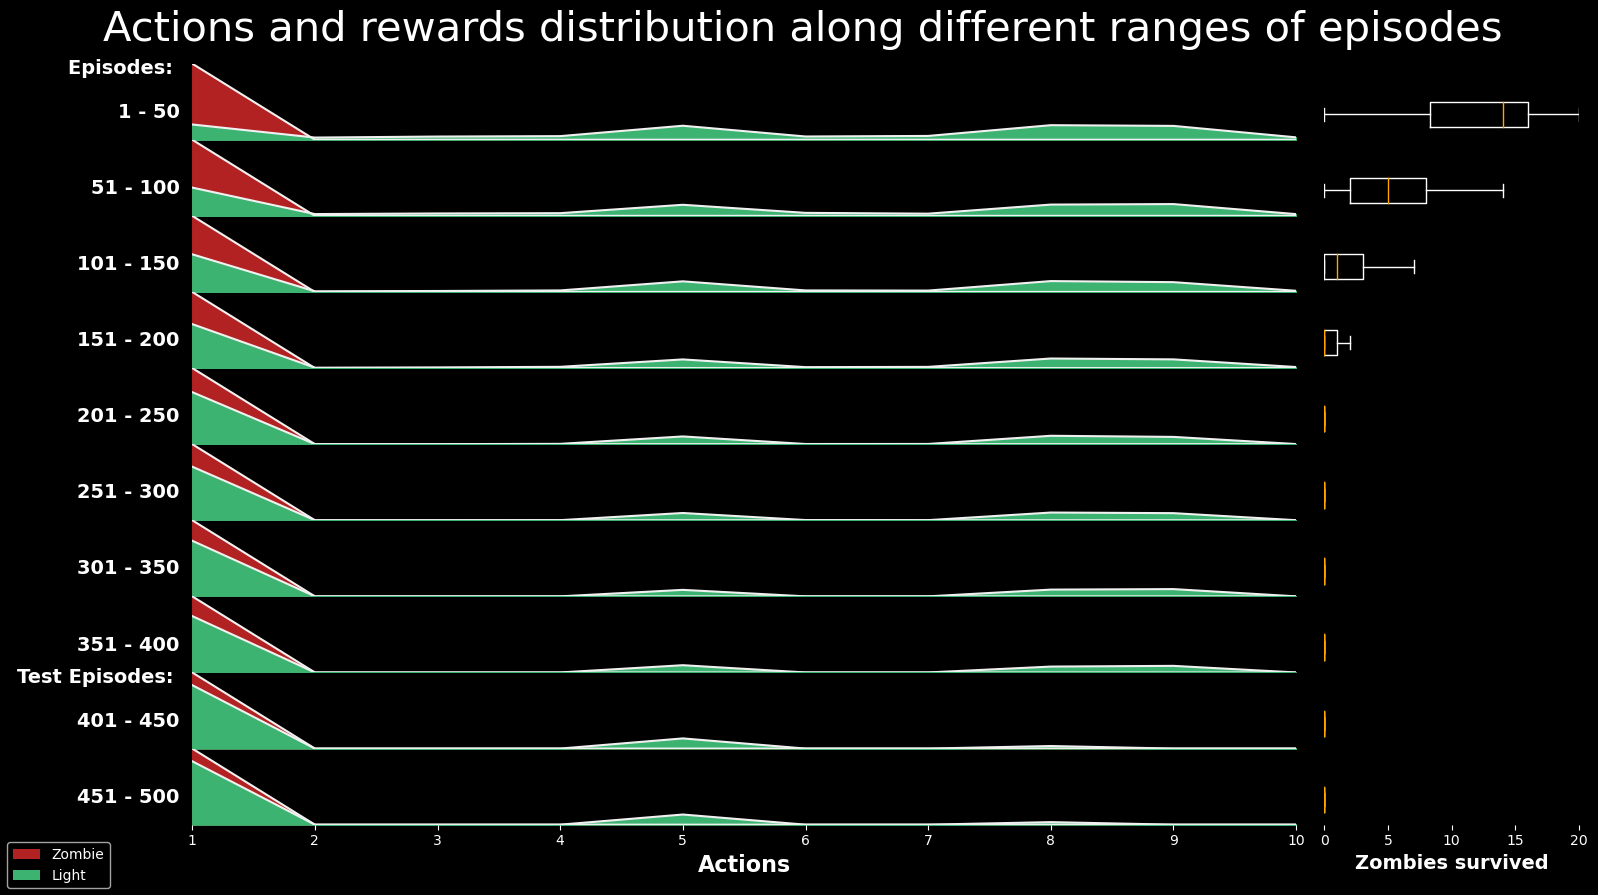 Actions and rewards distribution along different ranges of episodes
Episodes:
1 - 50
51 - 100
101 - 150
151 - 200
201 - 250
251 - 300
301 - 350
351 - 400
Test Episodes:
401 - 450
451 - 500
1 2 3 4 5 6 7 8 9 10
0 5 10 15 20
Actions
Zombies survived
Zombie
Light